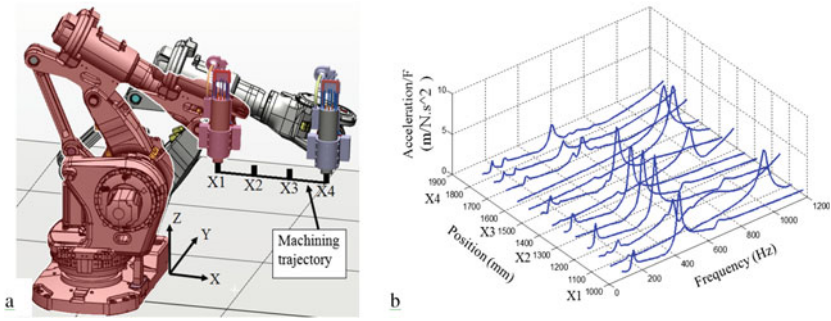 X1
X2
X3
X4
Z
Y
X
Machining
trajectory
a
b
Acceleration/F
(m/N.s^2)
10
5
0
1900
1800
1700
1600
1500
1400
1300
1200
1100
1000
X4
X3
X2
X1
Position (mm)
0
200
400
600
800
1000
1200
Frequency (Hz)